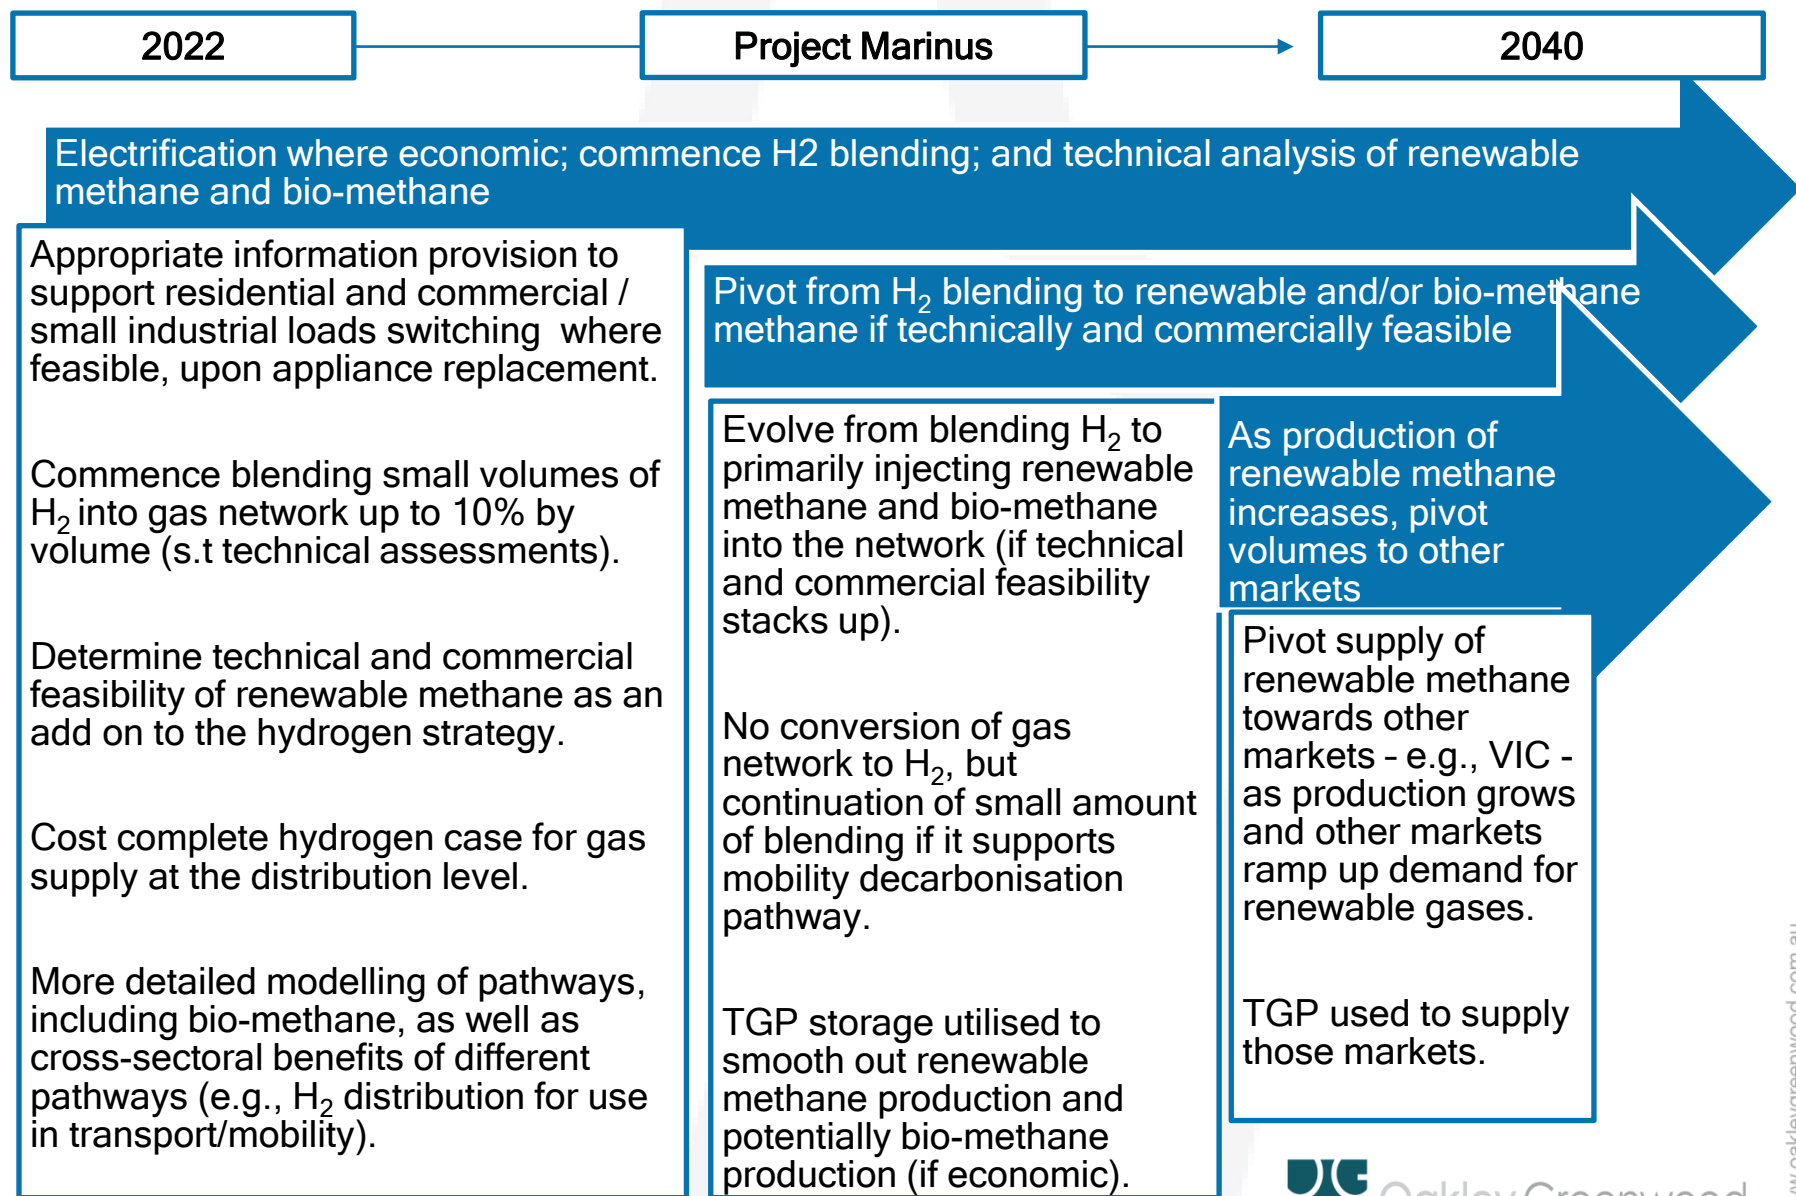 2022
Project Marinus
2040
Electrification where economic; commence H2 blending; and technical analysis of renewable
methane and bio-methane
Appropriate information provision to
support residential and commercial /
small industrial loads switching  where
feasible, upon appliance replacement.
Commence blending small volumes of
H₂ into gas network up to 10% by
volume (s.t technical assessments).
Determine technical and commercial
feasibility of renewable methane as an
add on to the hydrogen strategy.
Cost complete hydrogen case for gas
supply at the distribution level.
More detailed modelling of pathways,
including bio-methane, as well as
cross-sectoral benefits of different
pathways (e.g., H₂ distribution for use
in transport/mobility).
Pivot from H₂ blending to renewable and/or bio-methane
methane if technically and commercially feasible
Evolve from blending H₂ to
primarily injecting renewable
methane and bio-methane
into the network (if technical
and commercial feasibility
stacks up).
No conversion of gas
network to H₂, but
continuation of small amount
of blending if it supports
mobility decarbonisation
pathway.
TGP storage utilised to
smooth out renewable
methane production and
potentially bio-methane
production (if economic).
As production of
renewable methane
increases, pivot
volumes to other
markets
Pivot supply of
renewable methane
towards other
markets – e.g., VIC -
as production grows
and other markets
ramp up demand for
renewable gases.
TGP used to supply
those markets.
Oakley Greenwood
www.oakleygreenwood.com.au